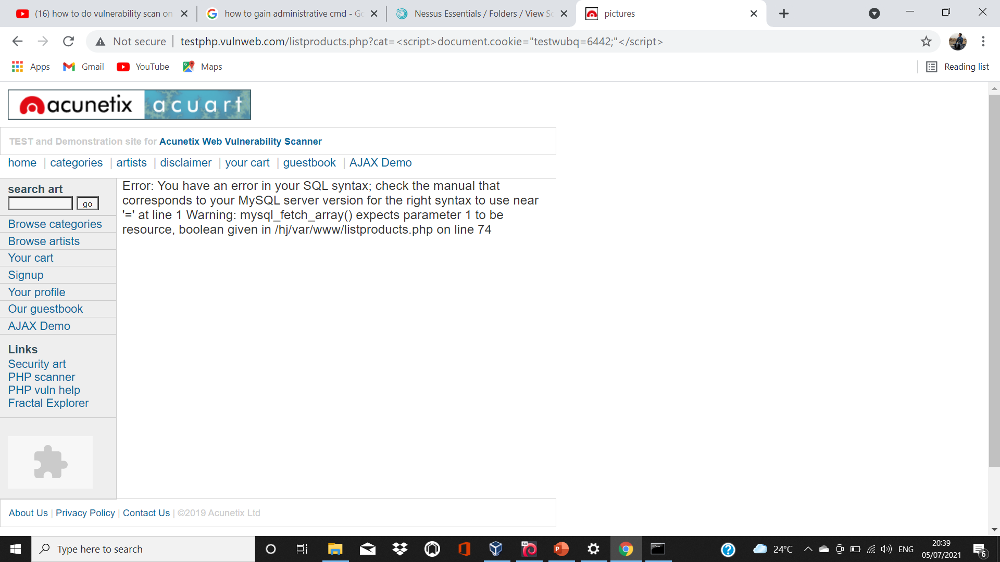 (16) how to do vulnerability scan on
how to gain administrative cmd - Go
Nessus Essentials / Folders / View Sc
pictures
Not secure
testphp.vulnweb.com/listproducts.php?cat=<script>document.cookie="testwubq=6442;"</script>
Apps
Gmail
YouTube
Maps
Reading list
acunetix acuart
TEST and Demonstration site for Acunetix Web Vulnerability Scanner
home | categories | artists | disclaimer | your cart | guestbook | AJAX Demo
search art
go
Browse categories
Browse artists
Your cart
Signup
Your profile
Our guestbook
AJAX Demo
Links
Security art
PHP scanner
PHP vuln help
Fractal Explorer
Error: You have an error in your SQL syntax; check the manual that
corresponds to your MySQL server version for the right syntax to use near
'=' at line 1 Warning: mysql_fetch_array() expects parameter 1 to be
resource, boolean given in /hj/var/www/listproducts.php on line 74
About Us | Privacy Policy | Contact Us | ©2019 Acunetix Ltd
Type here to search
64
P
24°C
ENG
20:39
05/07/2021
6